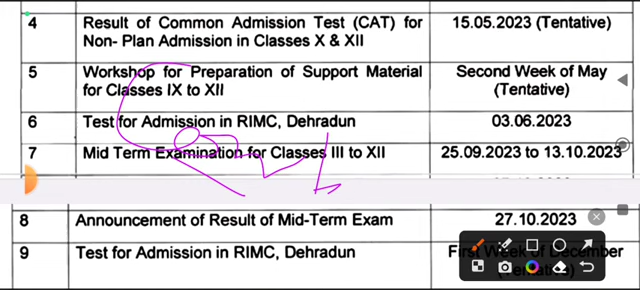 4 Result of Common Admission Test (CAT) for 15.05.2023 (Tentative)
Non- Plan Admission in Classes X & XII
5 Workshop for Preparation of Support Material Second Week of May
for Classes IX to XII (Tentative)
6 Test for Admission in RIMC, Dehradun 03.06.2023
7 Mid Term Examination for Classes III to XII 25.09.2023 to 13.10.2023
8 Announcement of Result of Mid-Term Exam 27.10.2023
9 Test for Admission in RIMC, Dehradun First Week of December